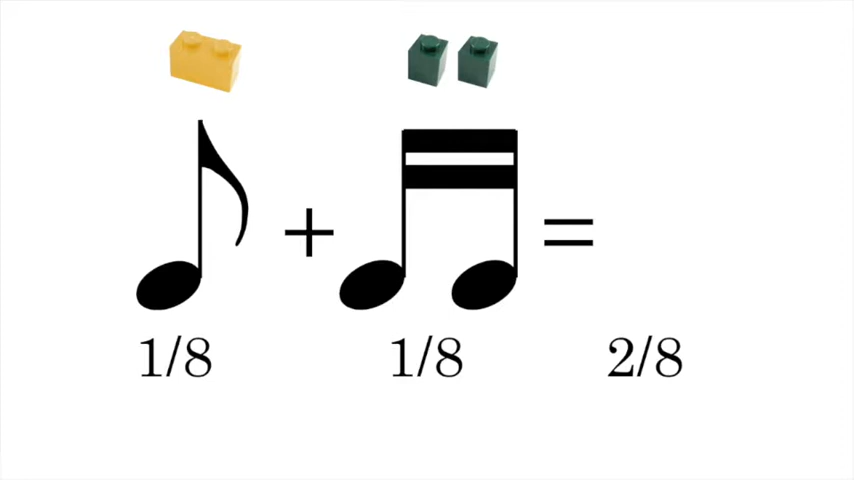 + =
1/8 1/8 2/8